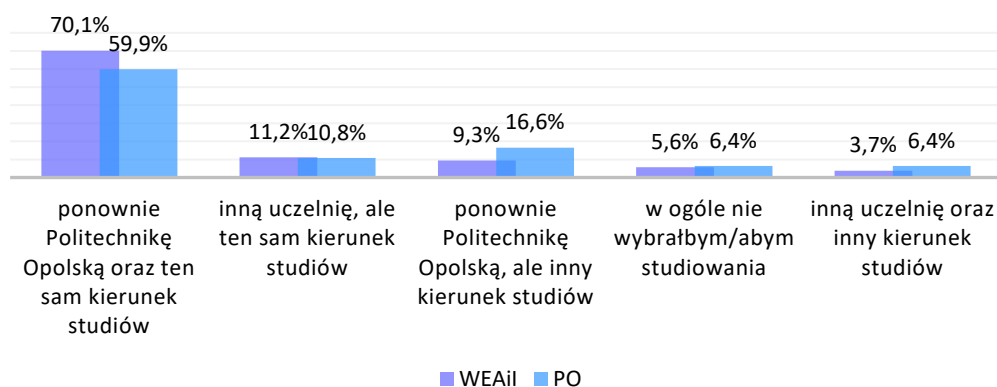 70,1%
59,9%
11,2%
10,8%
9,3%
16,6%
5,6%
6,4%
3,7%
6,4%
ponownie
Politechnikę
Opolską oraz ten
sam kierunek
studiów
inną uczelnię, ale
ten sam kierunek
studiów
ponownie
Politechnikę
Opolską, ale inny
kierunek studiów
w ogóle nie
wybrałbym/abym
studiowania
inną uczelnię oraz
inny kierunek
studiów
WEAiI
PO